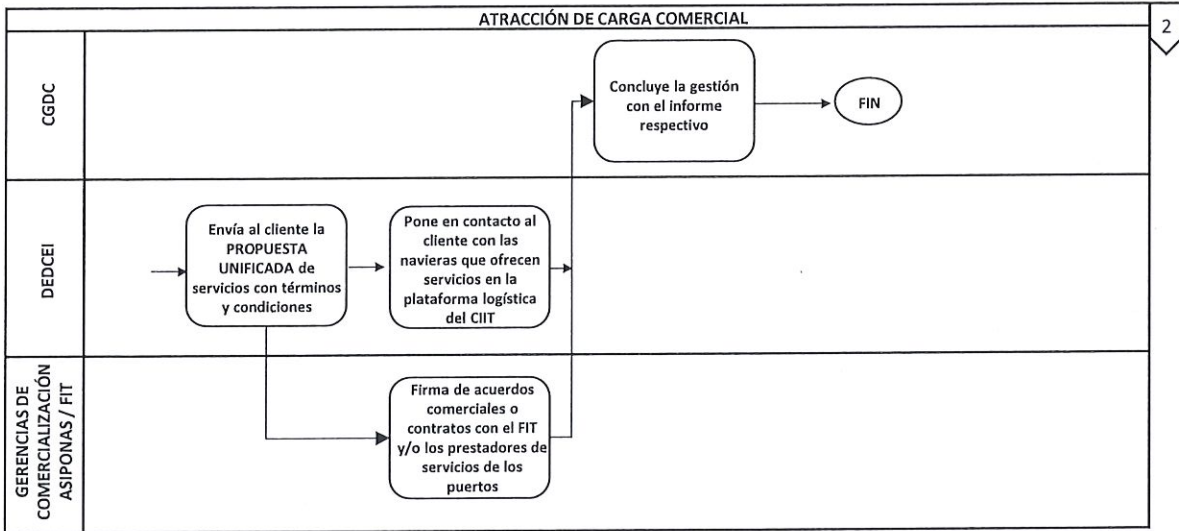 ATRACCIÓN DE CARGA COMERCIAL
2
CGDC
Concluye la gestión
con el informe
respectivo
FIN
DEDCEI
Envía al cliente la
PROPUESTA
UNIFICADA de
servicios con términos
y condiciones
Pone en contacto al
cliente con las
navieras que ofrecen
servicios en la
plataforma logística
del CIIT
GERENCIAS DE
COMERCIALIZACIÓN
ASIPONAS / FIT
Firma de acuerdos
comerciales o
contratos con el FIT
y/o los prestadores de
servicios de los
puertos